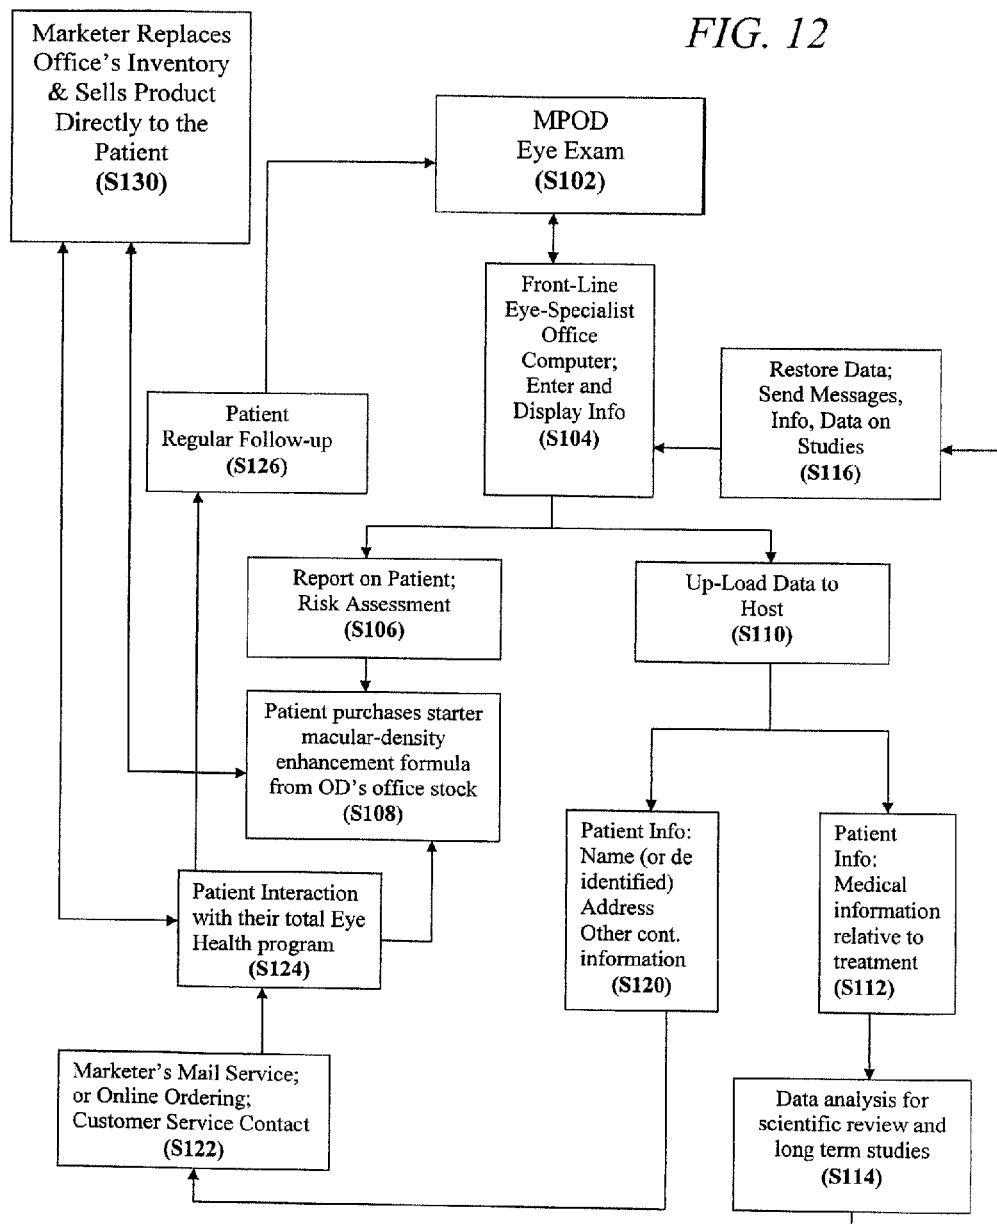 FIG. 12
Marketer Replaces
Office's Inventory
& Sells Product
Directly to the
Patient
(S130)
MPOD
Eye Exam
(S102)
Front-Line
Eye-Specialist
Office
Computer;
Enter and
Display Info
(S104)
Restore Data;
Send Messages,
Info, Data on
Studies
(S116)
Patient
Regular Follow-up
(S126)
Report on Patient;
Risk Assessment
(S106)
Up-Load Data to
Host
(S110)
Patient purchases starter
macular-density
enhancement formula
from OD's office stock
(S108)
Patient Info:
Name (or de
identified)
Address
Other cont.
information
(S120)
Patient
Info:
Medical
information
relative to
treatment
(S112)
Patient Interaction
with their total Eye
Health program
(S124)
Marketer's Mail Service;
or Online Ordering;
Customer Service Contact
(S122)
Data analysis for
scientific review and
long term studies
(S114)